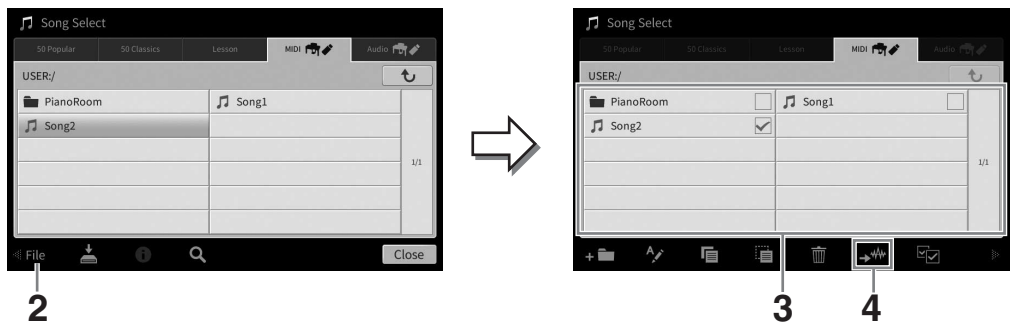 Song Select
50 Popular 50 Classics Lesson MIDI Audio
USER:/
PianoRoom Song1
Song2
1/1
File Close
2
Song Select
50 Popular 50 Classics Lesson MIDI Audio
USER:/
PianoRoom Song1
Song2
1/1
3 4